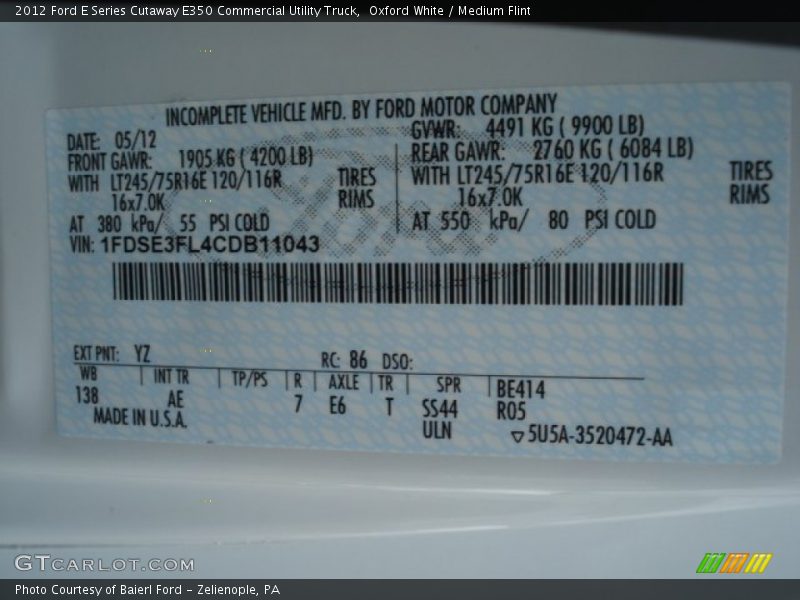 2012 Ford E Series Cutaway E350 Commercial Utility Truck,  Oxford White / Medium Flint
INCOMPLETE VEHICLE MFD. BY FORD MOTOR COMPANY
DATE: 05/12 GVWR: 4491 KG ( 9900 LB)
FRONT GAWR: 1905 KG ( 4200 LB) REAR GAWR: 2760 KG ( 6084 LB)
WITH LT245/75R16E 120/116R TIRES WITH LT245/75R16E 120/116R TIRES
16x7.0K RIMS 16x7.0K RIMS
AT 380 kPa/ 55 PSI COLD AT 550 kPa/ 80 PSI COLD
VIN: 1FDSE3FL4CDB11043
EXT PNT: YZ RC: 86 DSO:
WB INT TR TP/PS R AXLE TR SPR BE414
138 AE 7 E6 T SS44 R05
MADE IN U.S.A. ULN 5U5A-3520472-AA
GTCARLOT.COM
Photo Courtesy of Baierl Ford - Zelienople, PA